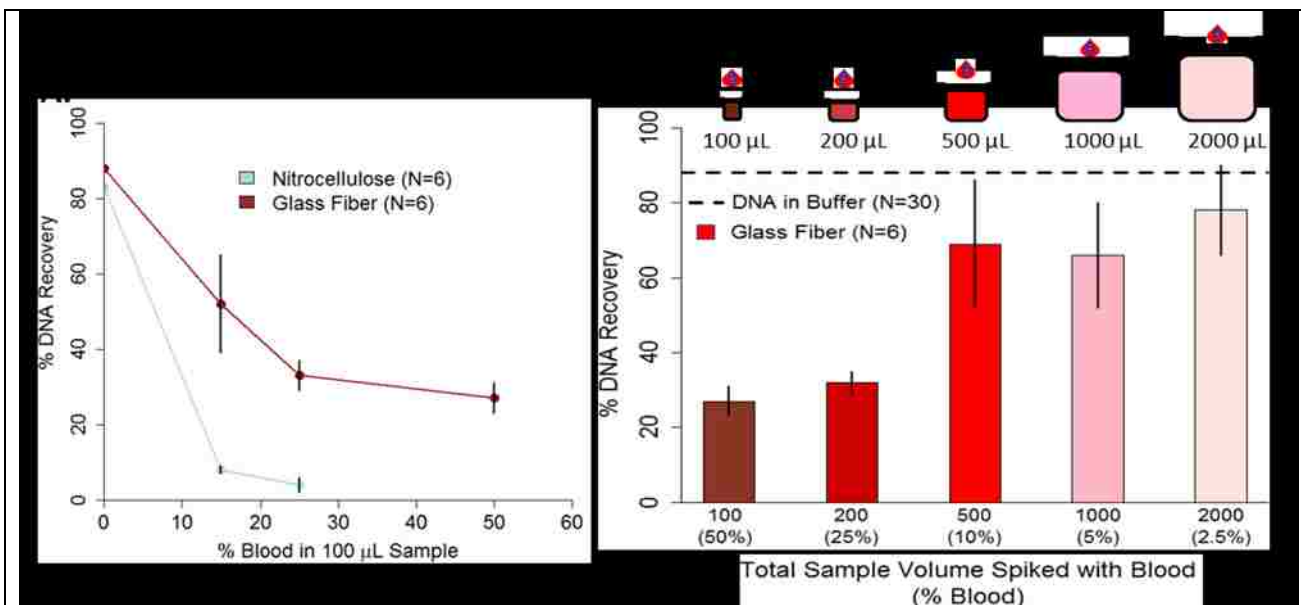 100
80
60
40
20
0
% DNA Recovery
Nitrocellulose (N=6)
Glass Fiber (N=6)
0 10 20 30 40 50 60
% Blood in 100 µL Sample
100 µL 200 µL 500 µL 1000 µL 2000 µL
100
80
60
40
20
0
% DNA Recovery
DNA in Buffer (N=30)
Glass Fiber (N=6)
100 200 500 1000 2000
(50%) (25%) (10%) (5%) (2.5%)
Total Sample Volume Spiked with Blood
(% Blood)